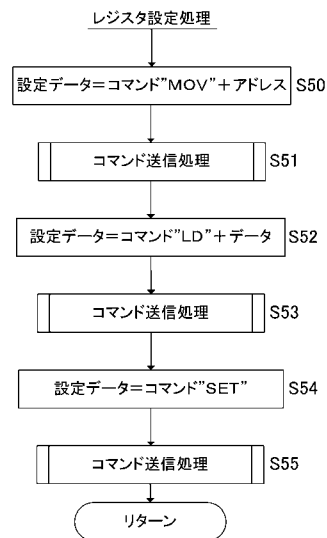 レジスタ設定処理
設定データ=コマンド"MOV"+アドレス S50
コマンド送信処理 S51
設定データ=コマンド"LD"+データ S52
コマンド送信処理 S53
設定データ=コマンド"SET" S54
コマンド送信処理 S55
リターン